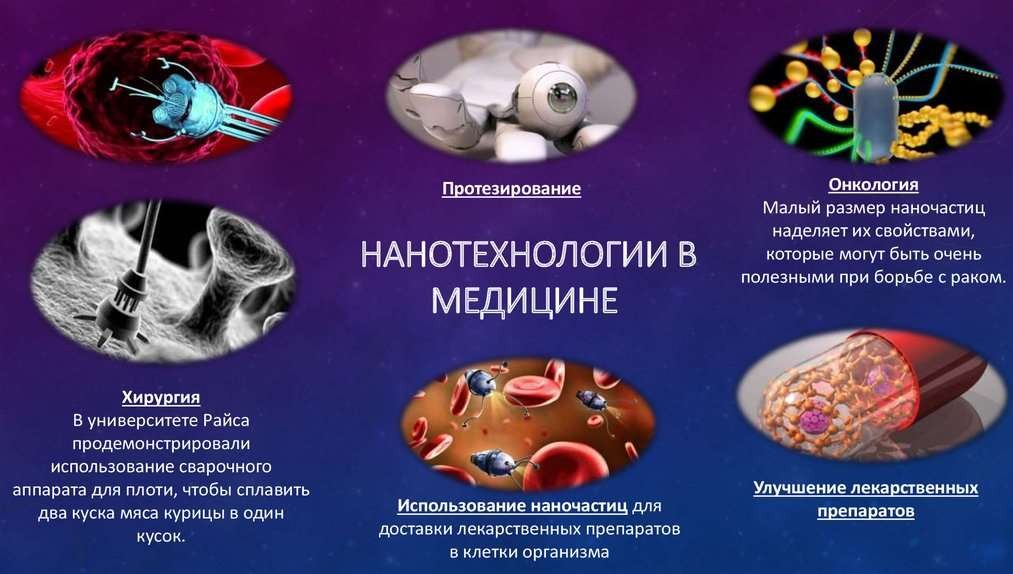 Протезирование
Онкология
Малый размер наночастиц
наделяет их свойствами,
которые могут быть очень
полезными при борьбе с раком.
НАНОТЕХНОЛОГИИ В
МЕДИЦИНЕ
Хирургия
В университете Райса
продемонстрировали
использование сварочного
аппарата для плоти, чтобы сплавить
два куска мяса курицы в один
кусок.
Использование наночастиц для
доставки лекарственных препаратов
в клетки организма
Улучшение лекарственных
препаратов